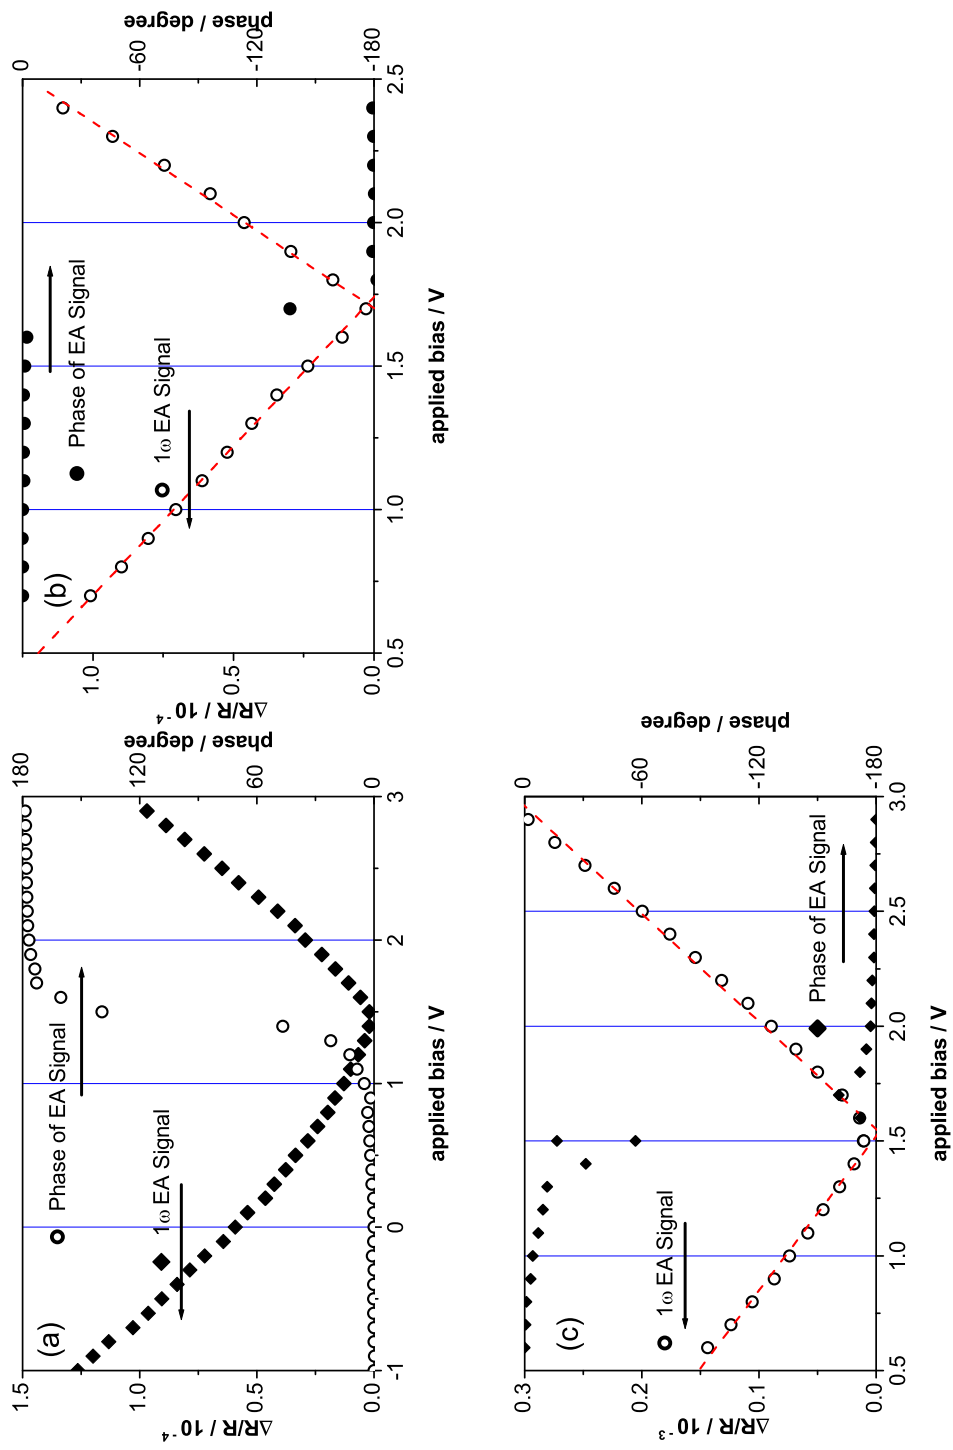 (a)
Phase of EA Signal
1ω EA Signal
1.5
1.0
0.5
0.0
ΔR/R / 10⁻⁴
180
120
60
0
phase / degree
-1
0
1
2
3
applied bias / V
(b)
Phase of EA Signal
1ω EA Signal
1.0
0.5
0.0
ΔR/R / 10⁻⁴
0
-60
-120
-180
phase / degree
0.5
1.0
1.5
2.0
2.5
applied bias / V
(c)
1ω EA Signal
Phase of EA Signal
0.3
0.2
0.1
0.0
ΔR/R / 10⁻³
0
-60
-120
-180
phase / degree
0.5
1.0
1.5
2.0
2.5
3.0
applied bias / V